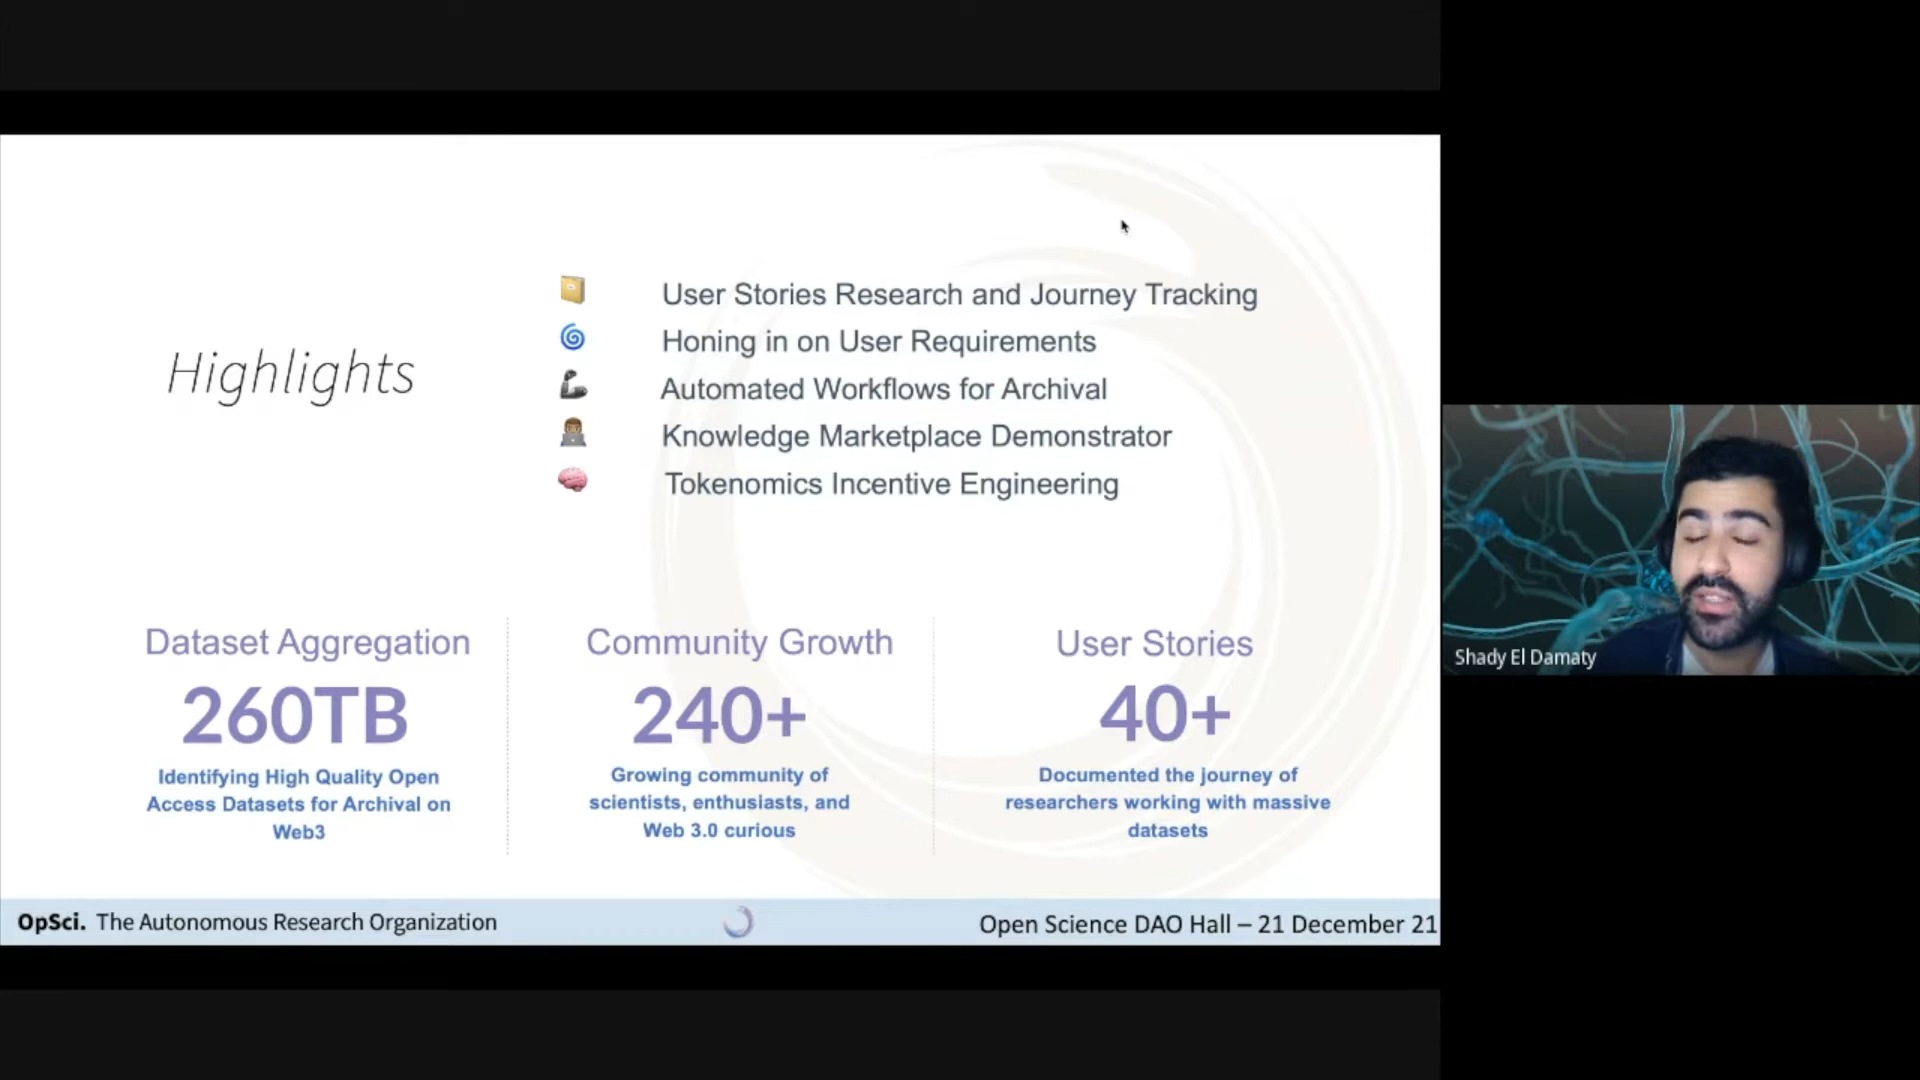 Highlights
User Stories Research and Journey Tracking
Honing in on User Requirements
Automated Workflows for Archival
Knowledge Marketplace Demonstrator
Tokenomics Incentive Engineering
Dataset Aggregation
260TB
Identifying High Quality Open
Access Datasets for Archival on
Web3
Community Growth
240+
Growing community of
scientists, enthusiasts, and
Web 3.0 curious
User Stories
40+
Documented the journey of
researchers working with massive
datasets
OpSci. The Autonomous Research Organization
Open Science DAO Hall – 21 December 21
Shady El Damaty